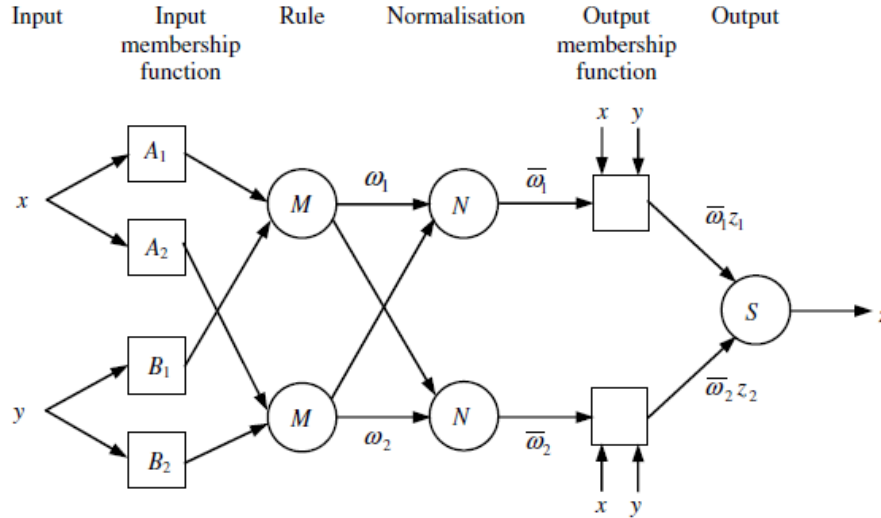 Input Input membership function Rule Normalisation Output membership function Output
x y
A₁
x
M ω₁ N ω̅₁
ω̅₁z₁
A₂
S
B₁
ω̅₂z₂
y
M ω₂ N ω̅₂
B₂
x y